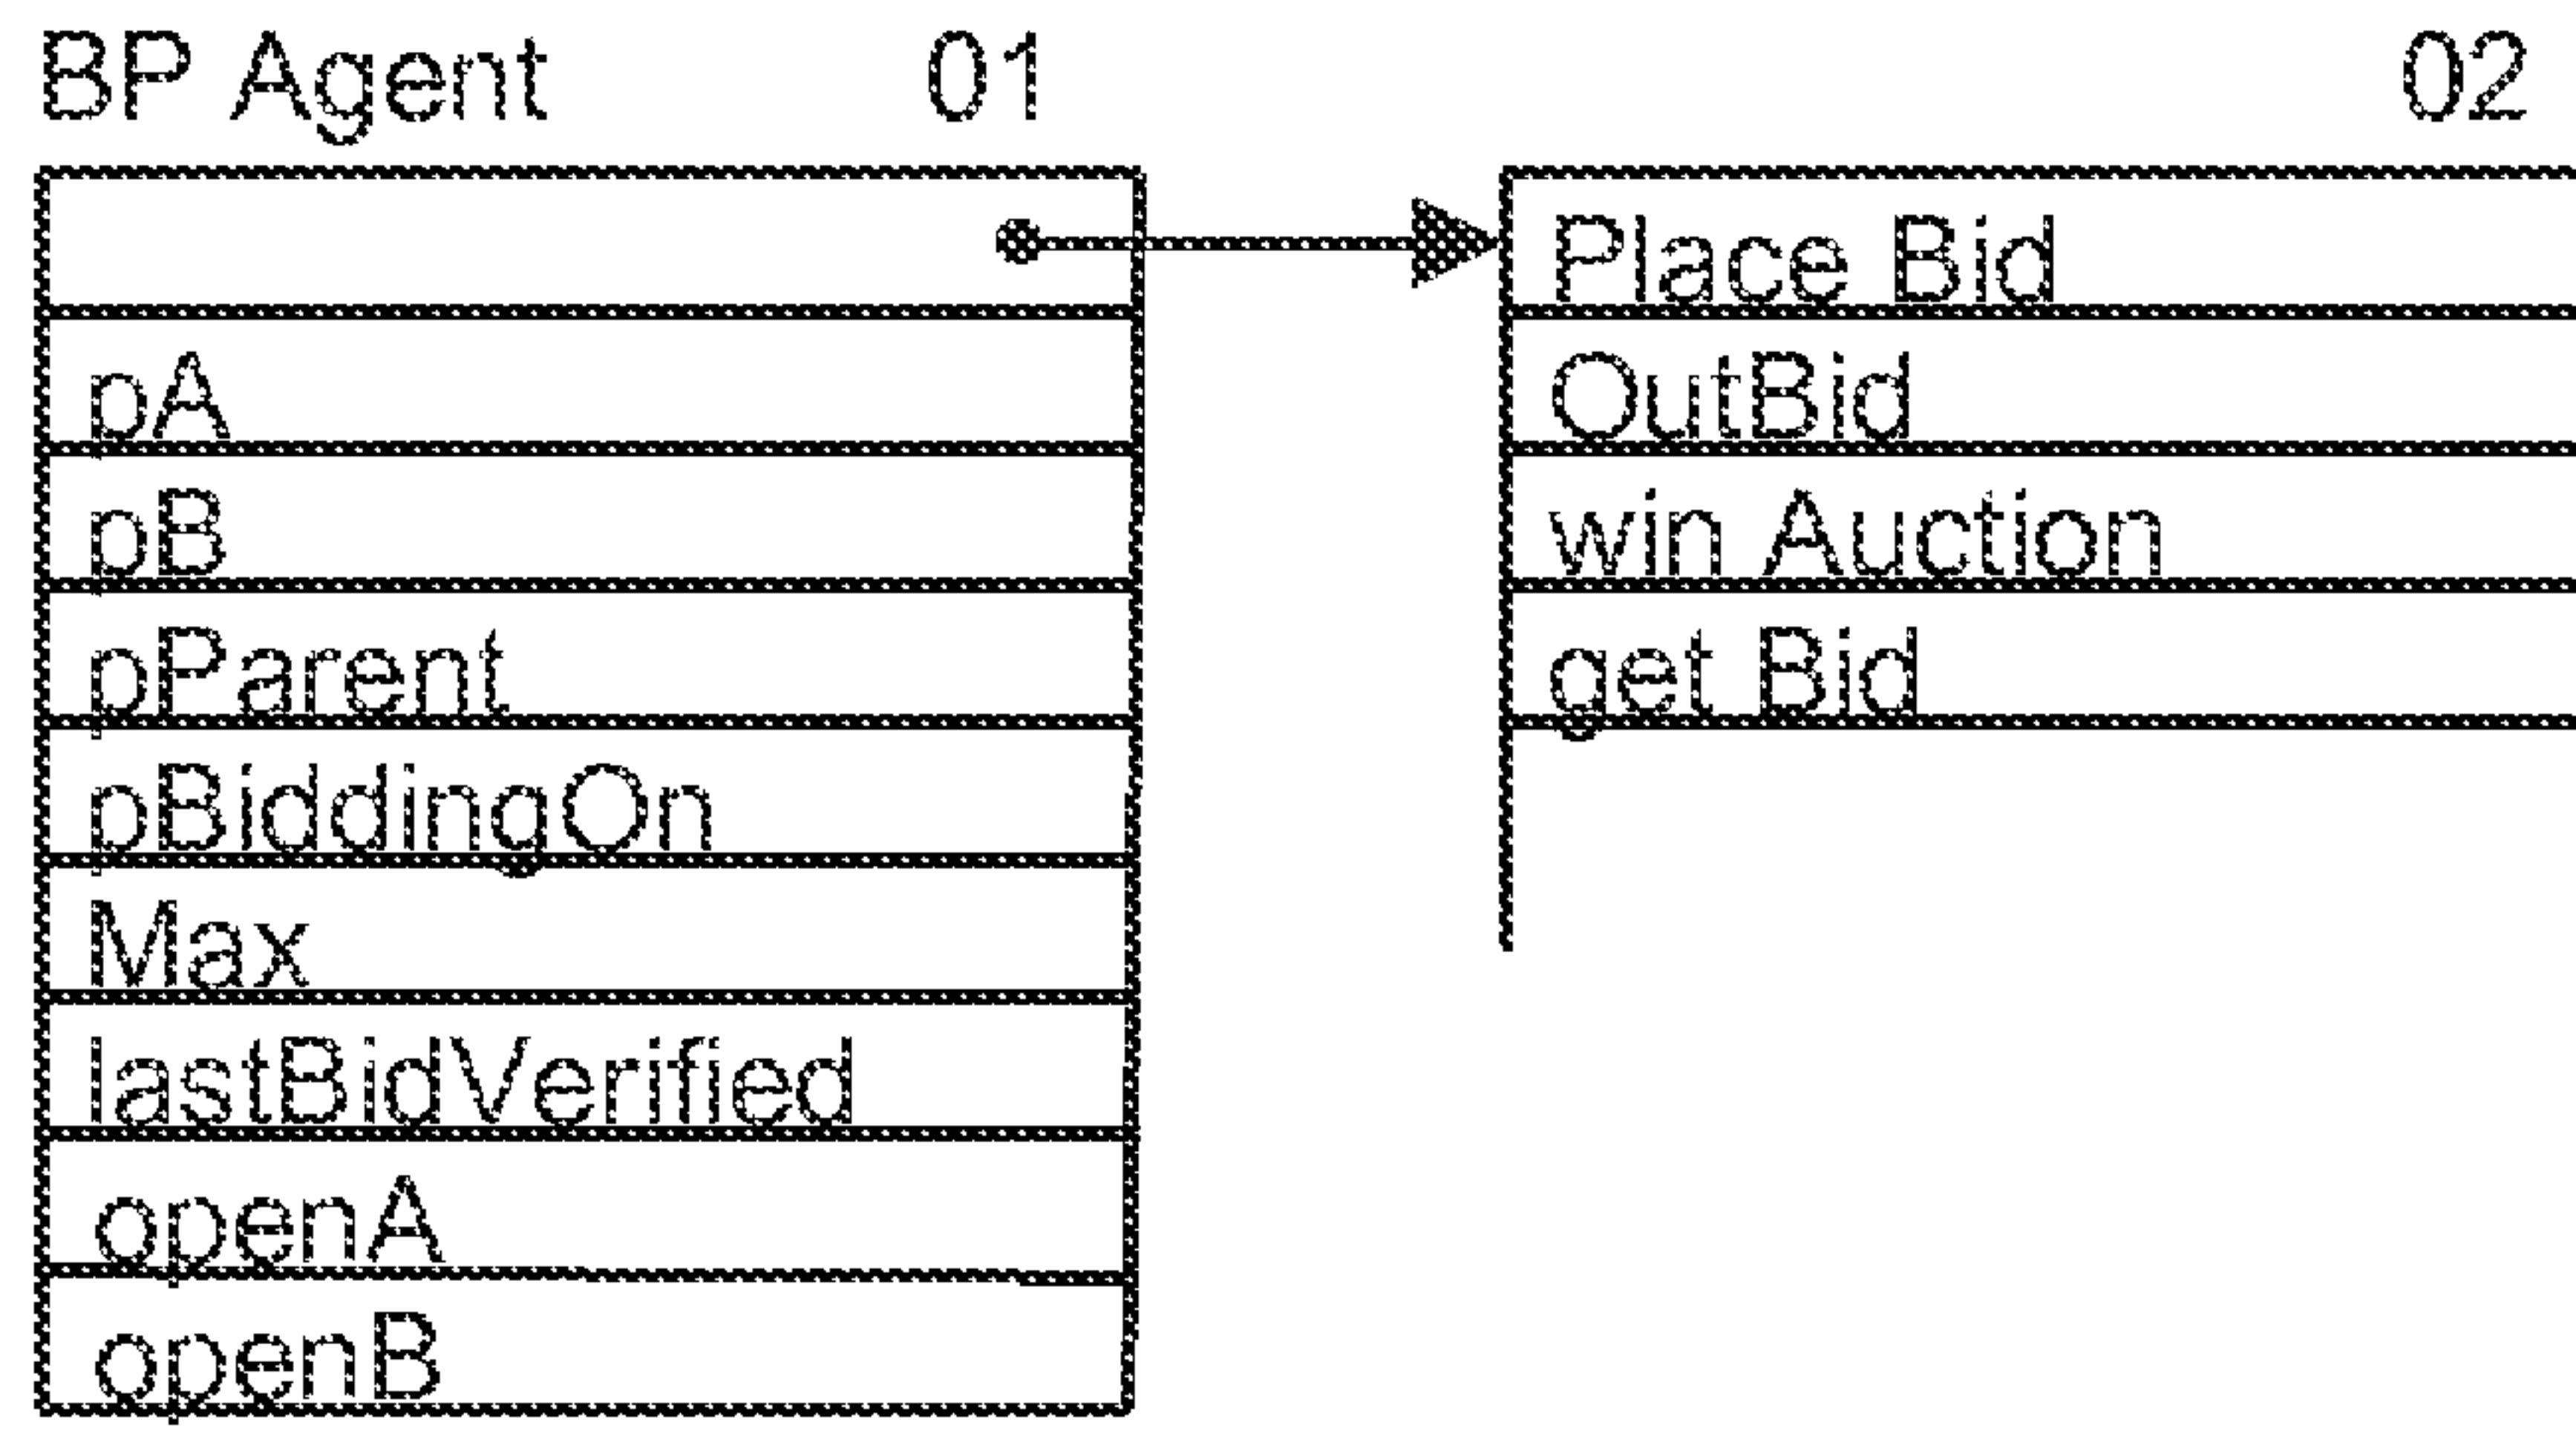 BP Agent 01
pA
pB
pParent
pBiddingOn
Max
lastBidVerified
openA
openB
02
Place Bid
OutBid
win Auction
get Bid